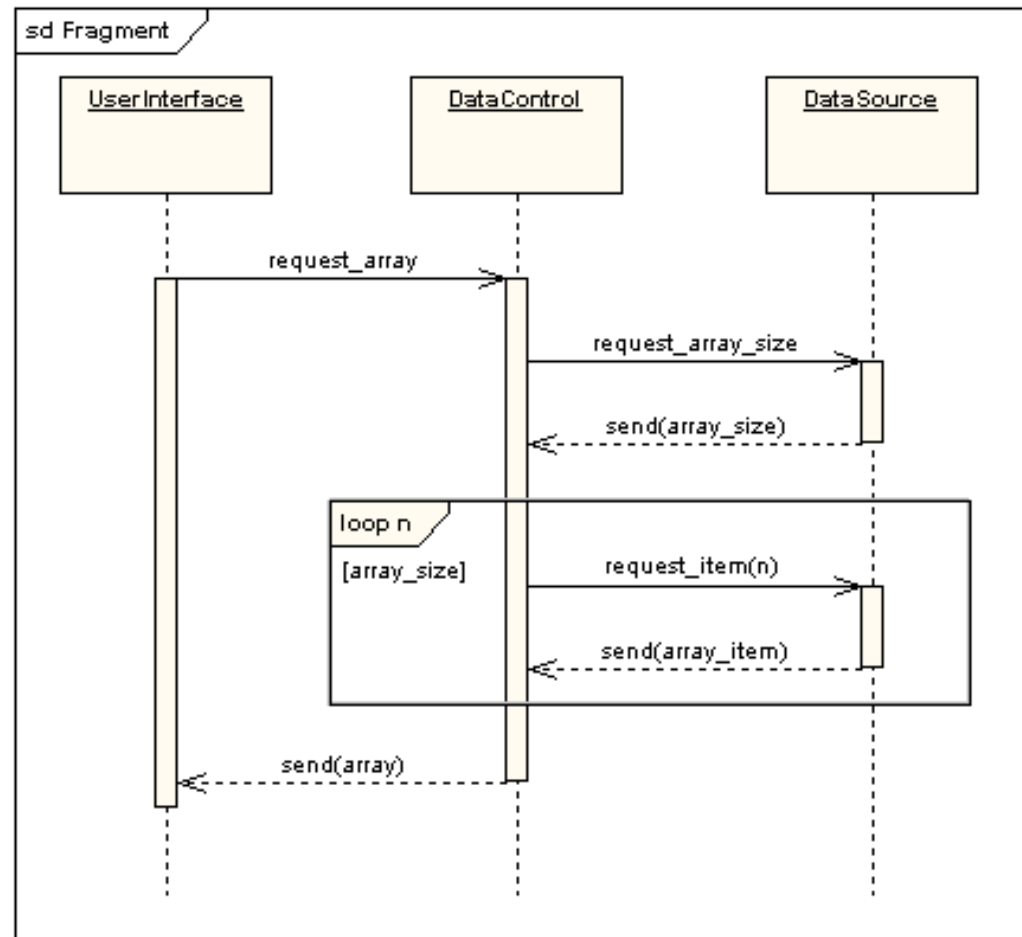 sd Fragment
UserInterface
DataControl
DataSource
request_array
request_array_size
send(array_size)
loop n
[array_size]
request_item(n)
send(array_item)
send(array)